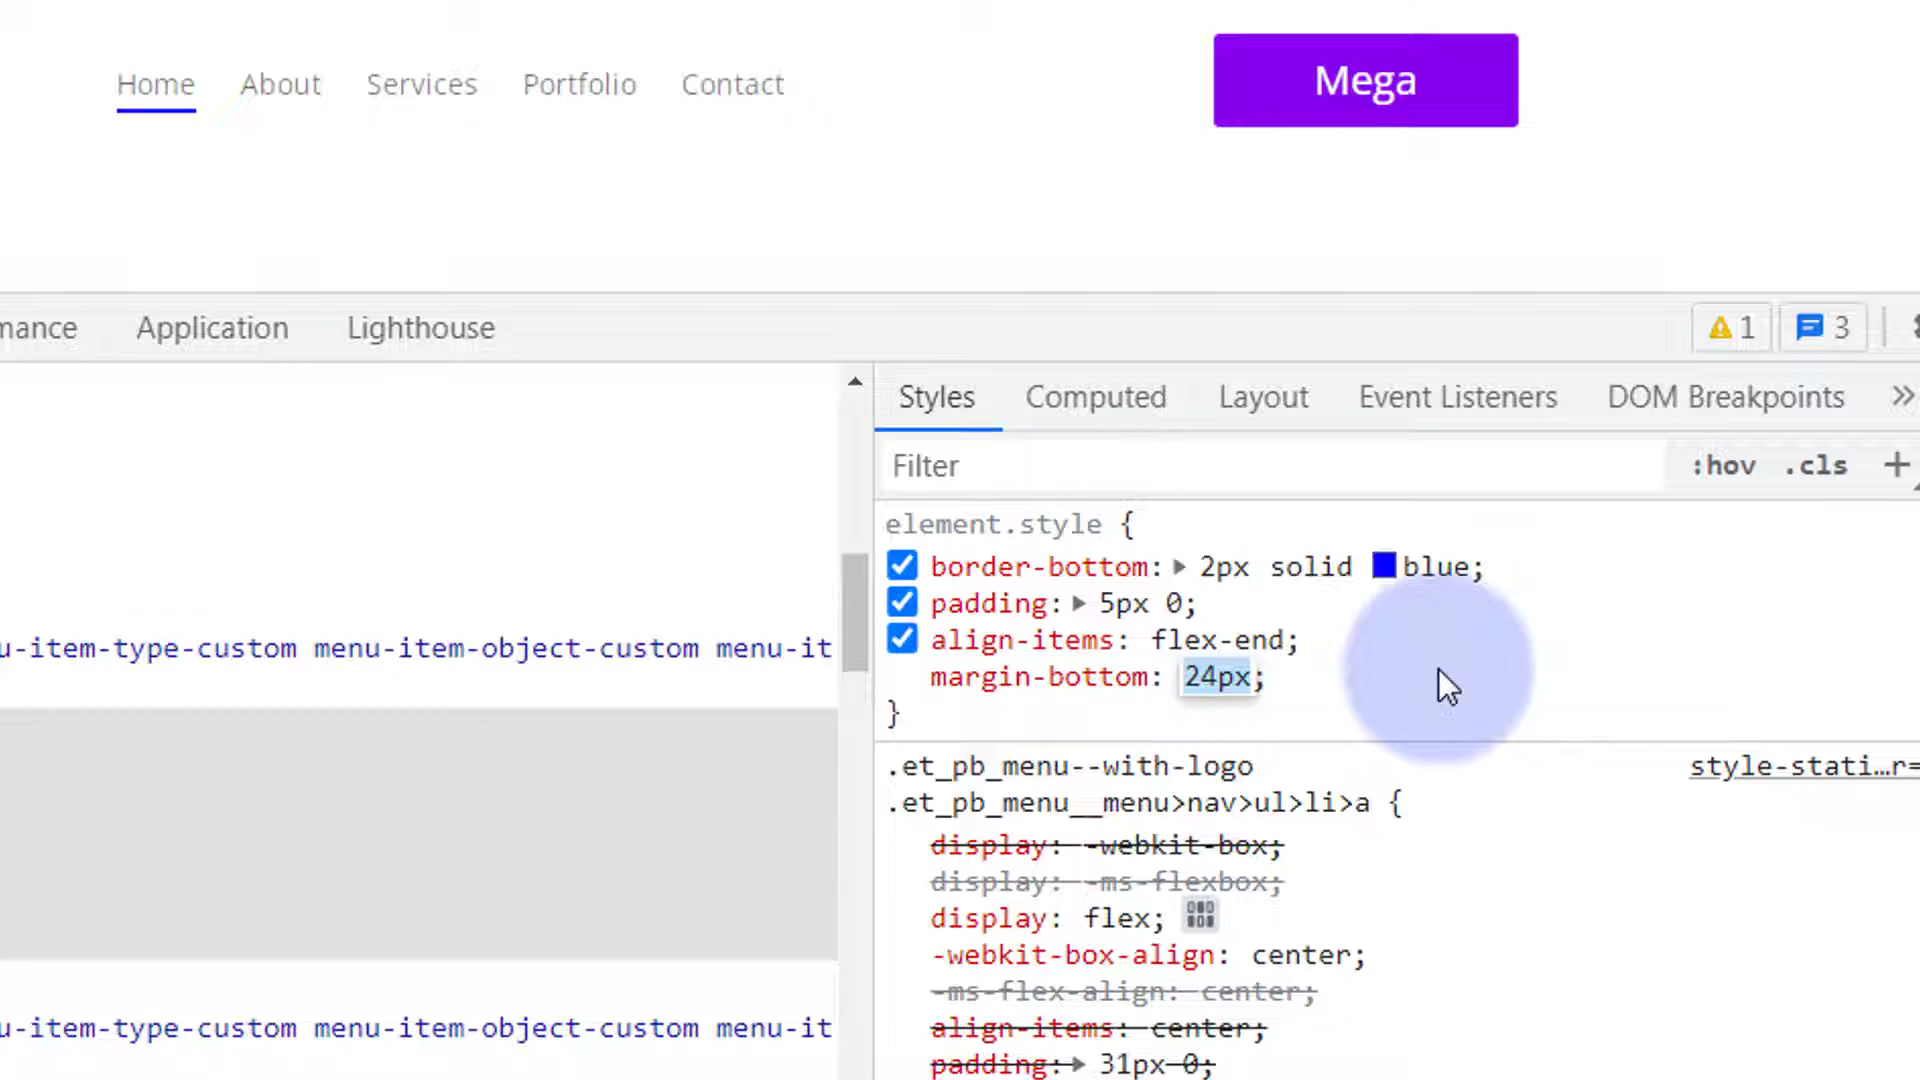 Home About Services Portfolio Contact Mega
mance Application Lighthouse 1 3
Styles Computed Layout Event Listeners DOM Breakpoints »
Filter :hov .cls +
element.style {
border-bottom: 2px solid blue;
padding: 5px 0;
align-items: flex-end;
margin-bottom: 24px;
}
u-item-type-custom menu-item-object-custom menu-it
.et_pb_menu--with-logo style-stati…r=
.et_pb_menu__menu>nav>ul>li>a {
display: -webkit-box;
display: -ms-flexbox;
display: flex;
-webkit-box-align: center;
-ms-flex-align: center;
u-item-type-custom menu-item-object-custom menu-it
align-items: center;
padding: 31px 0;